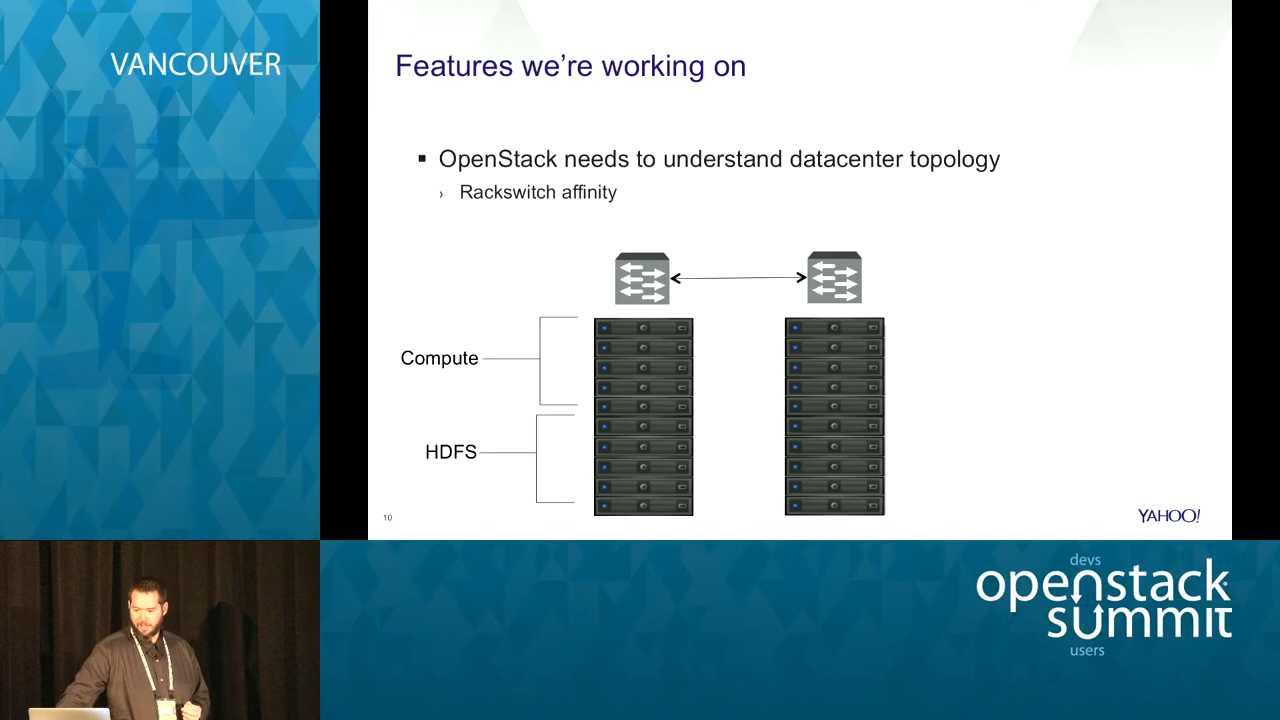 VANCOUVER
Features we're working on
▪ OpenStack needs to understand datacenter topology
› Rackswitch affinity
Compute
HDFS
10
YAHOO!
devs
openstack
summit
users